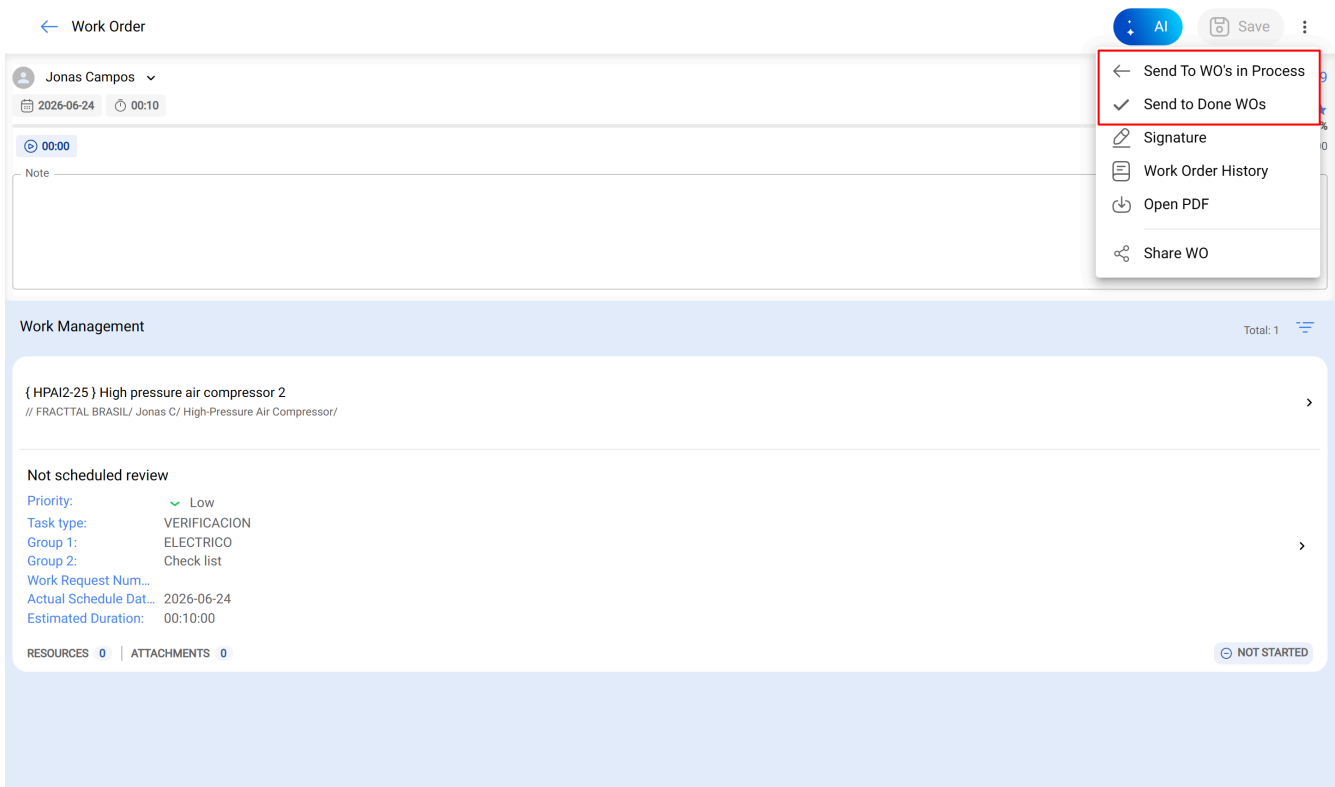 Work Order
AI
Save
Jonas Campos
2026-06-24
00:10
00:00
Note
Send To WO's in Process
Send to Done WOs
Signature
Work Order History
Open PDF
Share WO
9
%
Work Management
Total: 1
{ HPAI2-25 } High pressure air compressor 2
// FRACTTAL BRASIL/ Jonas C/ High-Pressure Air Compressor/
Not scheduled review
Priority: Low
Task type: VERIFICACION
Group 1: ELECTRICO
Group 2: Check list
Work Request Num...
Actual Schedule Dat... 2026-06-24
Estimated Duration: 00:10:00
RESOURCES 0 ATTACHMENTS 0
NOT STARTED